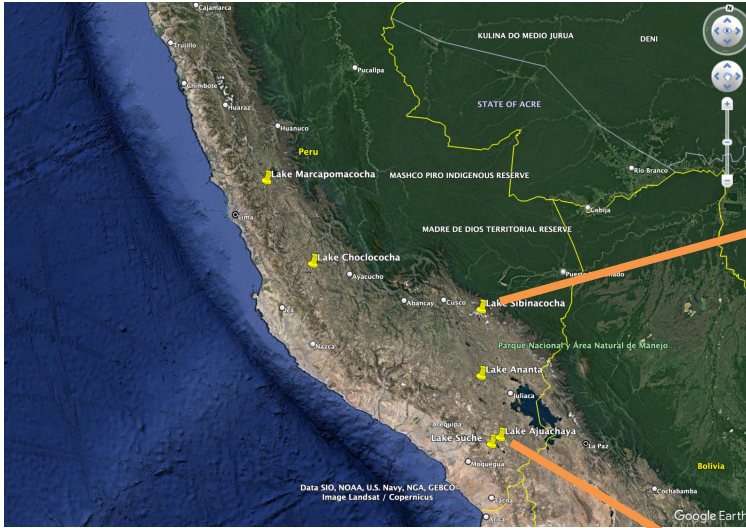 Cajamarca
N
Trujillo
KULINA DO MEDIO JURUA
DENI
Pucallpa
Chimbote
Huaraz
STATE OF ACRE
Huánuco
Peru
Rio Branco
Lake Marcapomacocha
MASHCO PIRO INDIGENOUS RESERVE
Cobija
Lima
MADRE DE DIOS TERRITORIAL RESERVE
Lake Choclococha
Ayacucho
Abancay
Cusco
Lake Sibinacocha
Ica
Nazca
Parque Nacional y Área Natural de Manejo...
Lake Ananta
Juliaca
Arequipa
Lake Ajuachaya
Lake Suche
La Paz
Moquegua
Bolivia
Data SIO, NOAA, U.S. Navy, NGA, GEBCO
Image Landsat / Copernicus
Cochabamba
Tacna
Arica
Google Earth